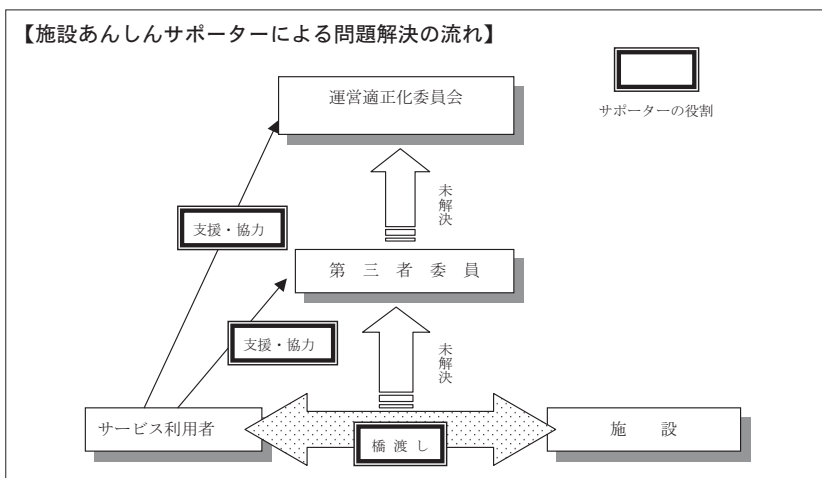 【施設あんしんサポーターによる問題解決の流れ】
運営適正化委員会
サポーターの役割
未解決
支援・協力
第三者委員
支援・協力
未解決
サービス利用者
橋渡し
施設